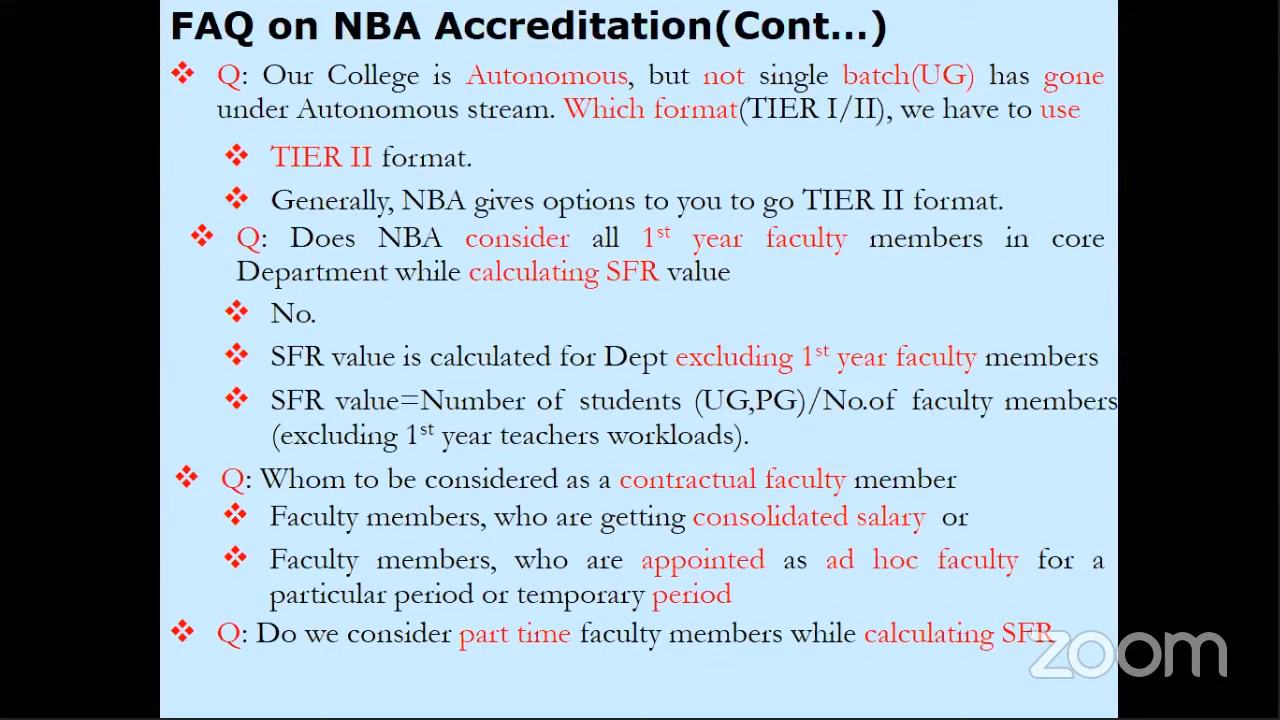 FAQ on NBA Accreditation(Cont...)
❖ Q: Our College is Autonomous, but not single batch(UG) has gone
under Autonomous stream. Which format(TIER I/II), we have to use
❖ TIER II format.
❖ Generally, NBA gives options to you to go TIER II format.
❖ Q: Does NBA consider all 1st year faculty members in core
Department while calculating SFR value
❖ No.
❖ SFR value is calculated for Dept excluding 1st year faculty members
❖ SFR value=Number of students (UG,PG)/No.of faculty members
(excluding 1st year teachers workloads).
❖ Q: Whom to be considered as a contractual faculty member
❖ Faculty members, who are getting consolidated salary or
❖ Faculty members, who are appointed as ad hoc faculty for a
particular period or temporary period
❖ Q: Do we consider part time faculty members while calculating SFR
zoom